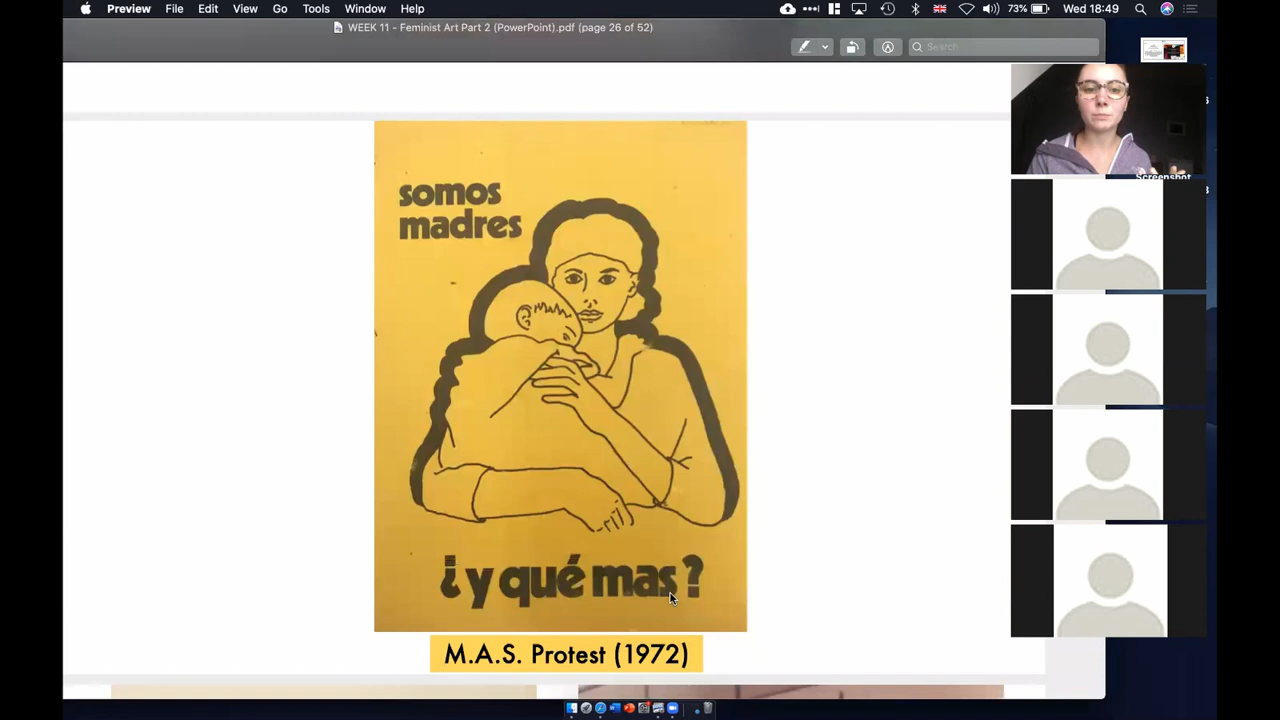 Preview File Edit View Go Tools Window Help 73% Wed 18:49
WEEK 11 - Feminist Art Part 2 (PowerPoint).pdf (page 26 of 52)
Search
somos
madres
¿y qué mas?
M.A.S. Protest (1972)
Screenshot